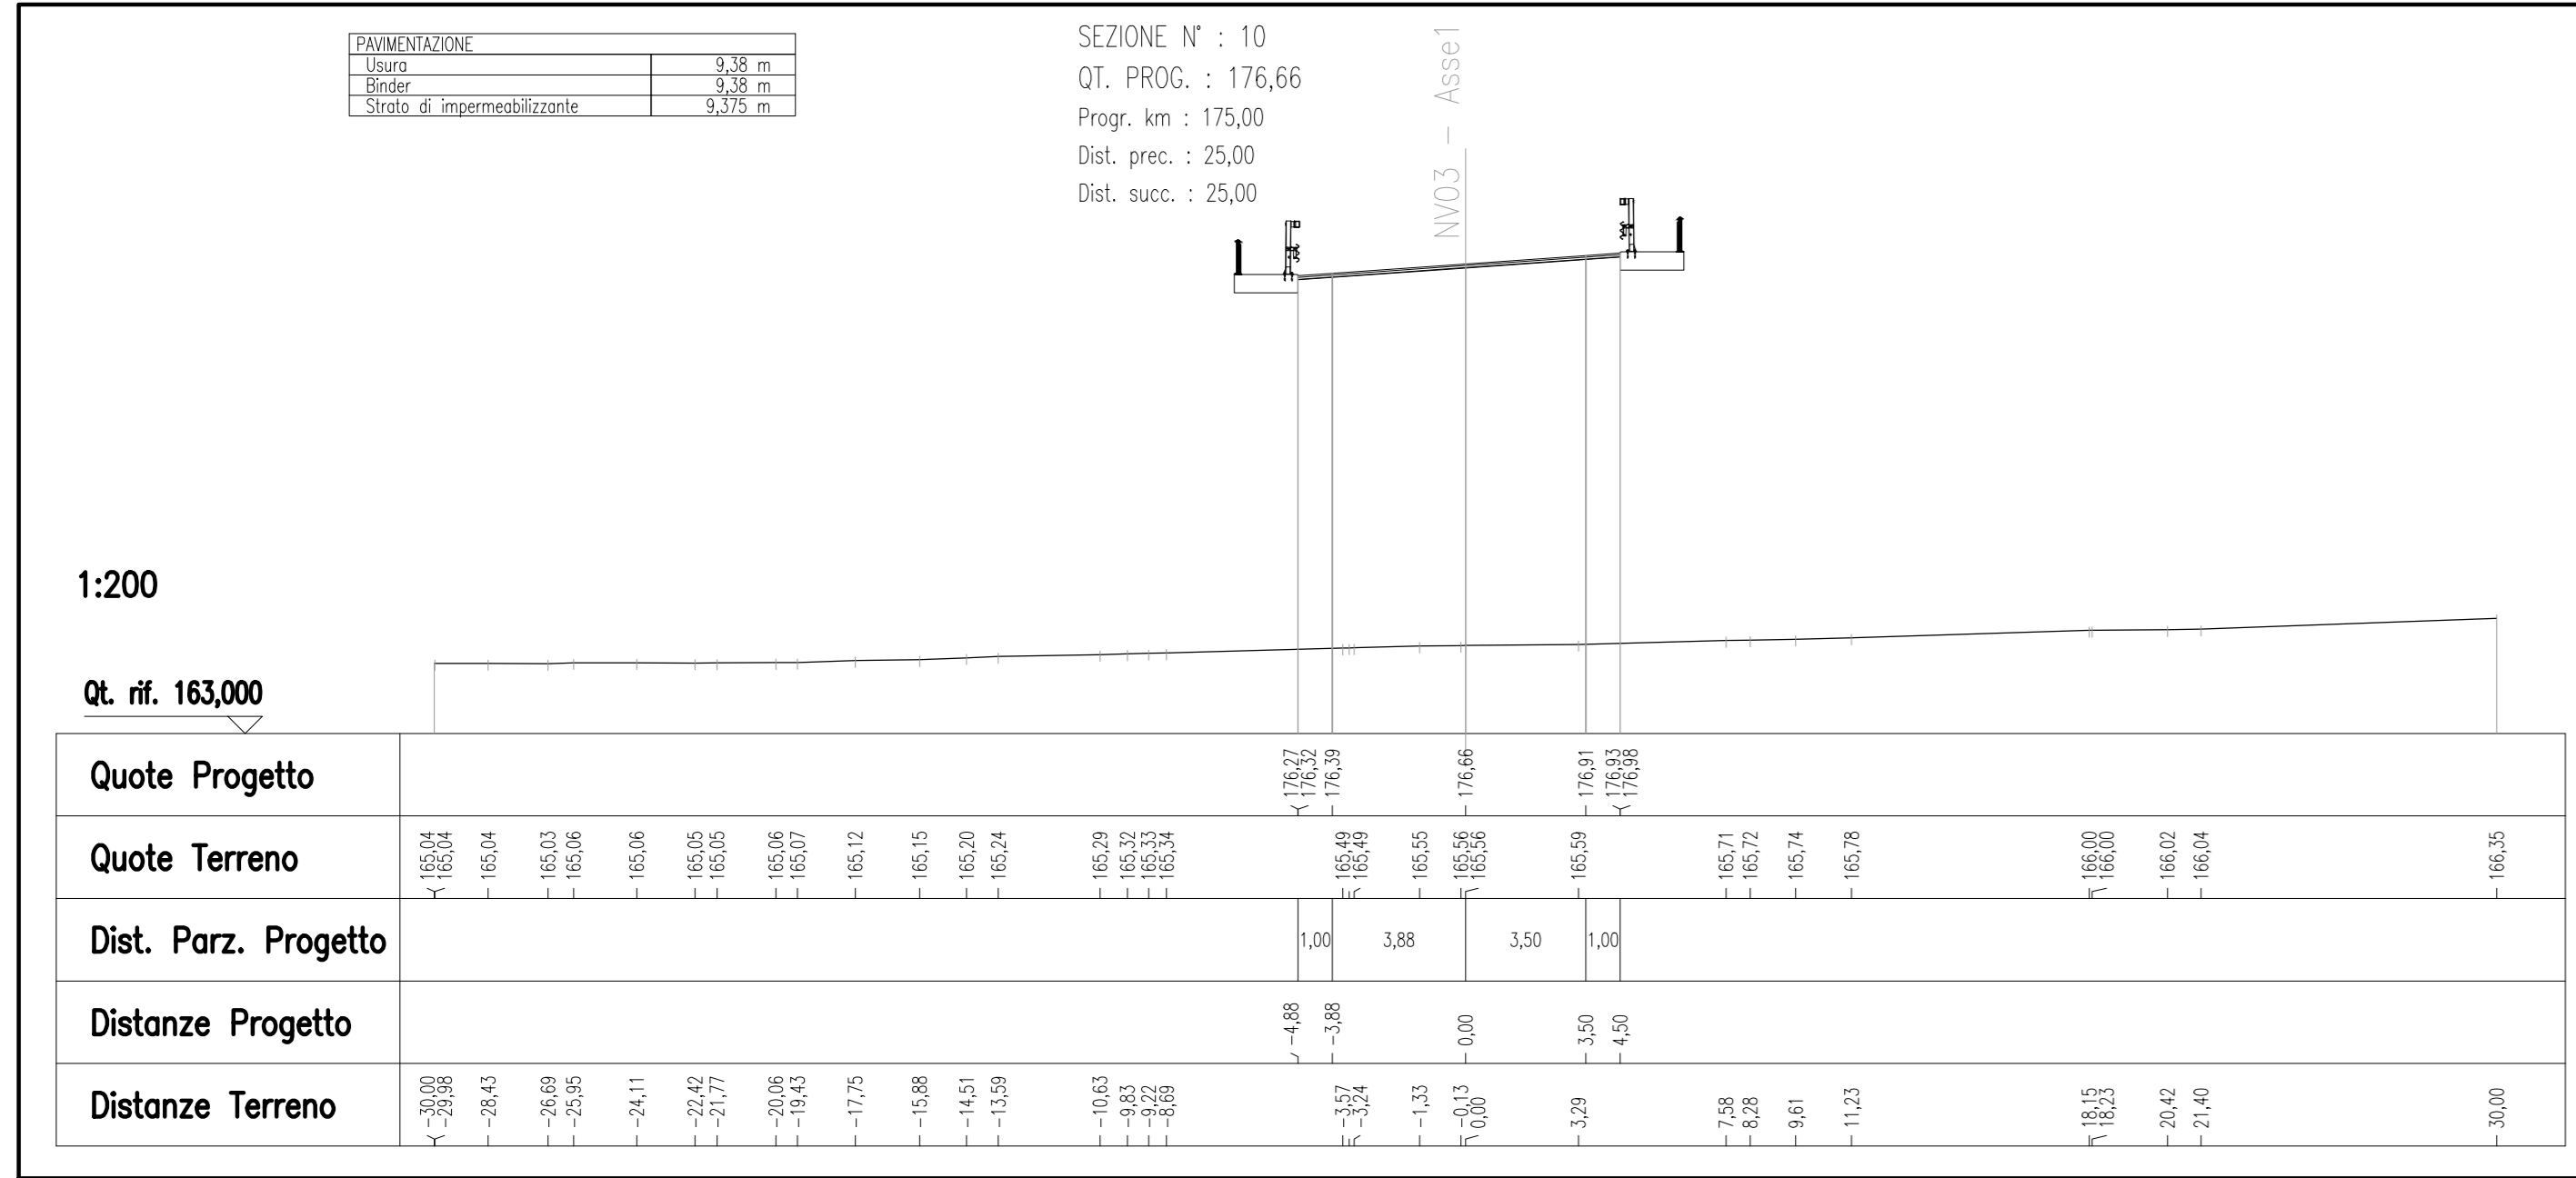 PAVIMENTAZIONE
Usura 9,38 m
Binder 9,38 m
Strato di impermeabilizzante 9,375 m
SEZIONE N° : 10
QT. PROG. : 176,66
Progr. km : 175,00
Dist. prec. : 25,00
Dist. succ. : 25,00
NV03 - Asse1
1:200
Qt. rif. 163,000
Quote Progetto 176,27 176,32 176,39 176,66 176,91 176,93 176,98
Quote Terreno 165,04 165,04 165,04 165,03 165,06 165,06 165,05 165,05 165,06 165,07 165,12 165,15 165,20 165,24 165,29 165,32 165,33 165,34 165,49 165,49 165,55 165,56 165,56 165,59 165,71 165,72 165,74 165,78 166,00 166,00 166,02 166,04 166,35
Dist. Parz. Progetto 1,00 3,88 3,50 1,00
Distanze Progetto -4,88 -3,88 0,00 3,50 4,50
Distanze Terreno -30,00 -29,98 -28,43 -26,69 -25,95 -24,11 -22,42 -21,77 -20,06 -19,43 -17,75 -15,88 -14,51 -13,59 -10,63 -9,83 -9,22 -8,69 -3,57 -3,24 -1,33 -0,13 0,00 3,29 7,58 8,28 9,61 11,23 18,15 18,23 20,42 21,40 30,00